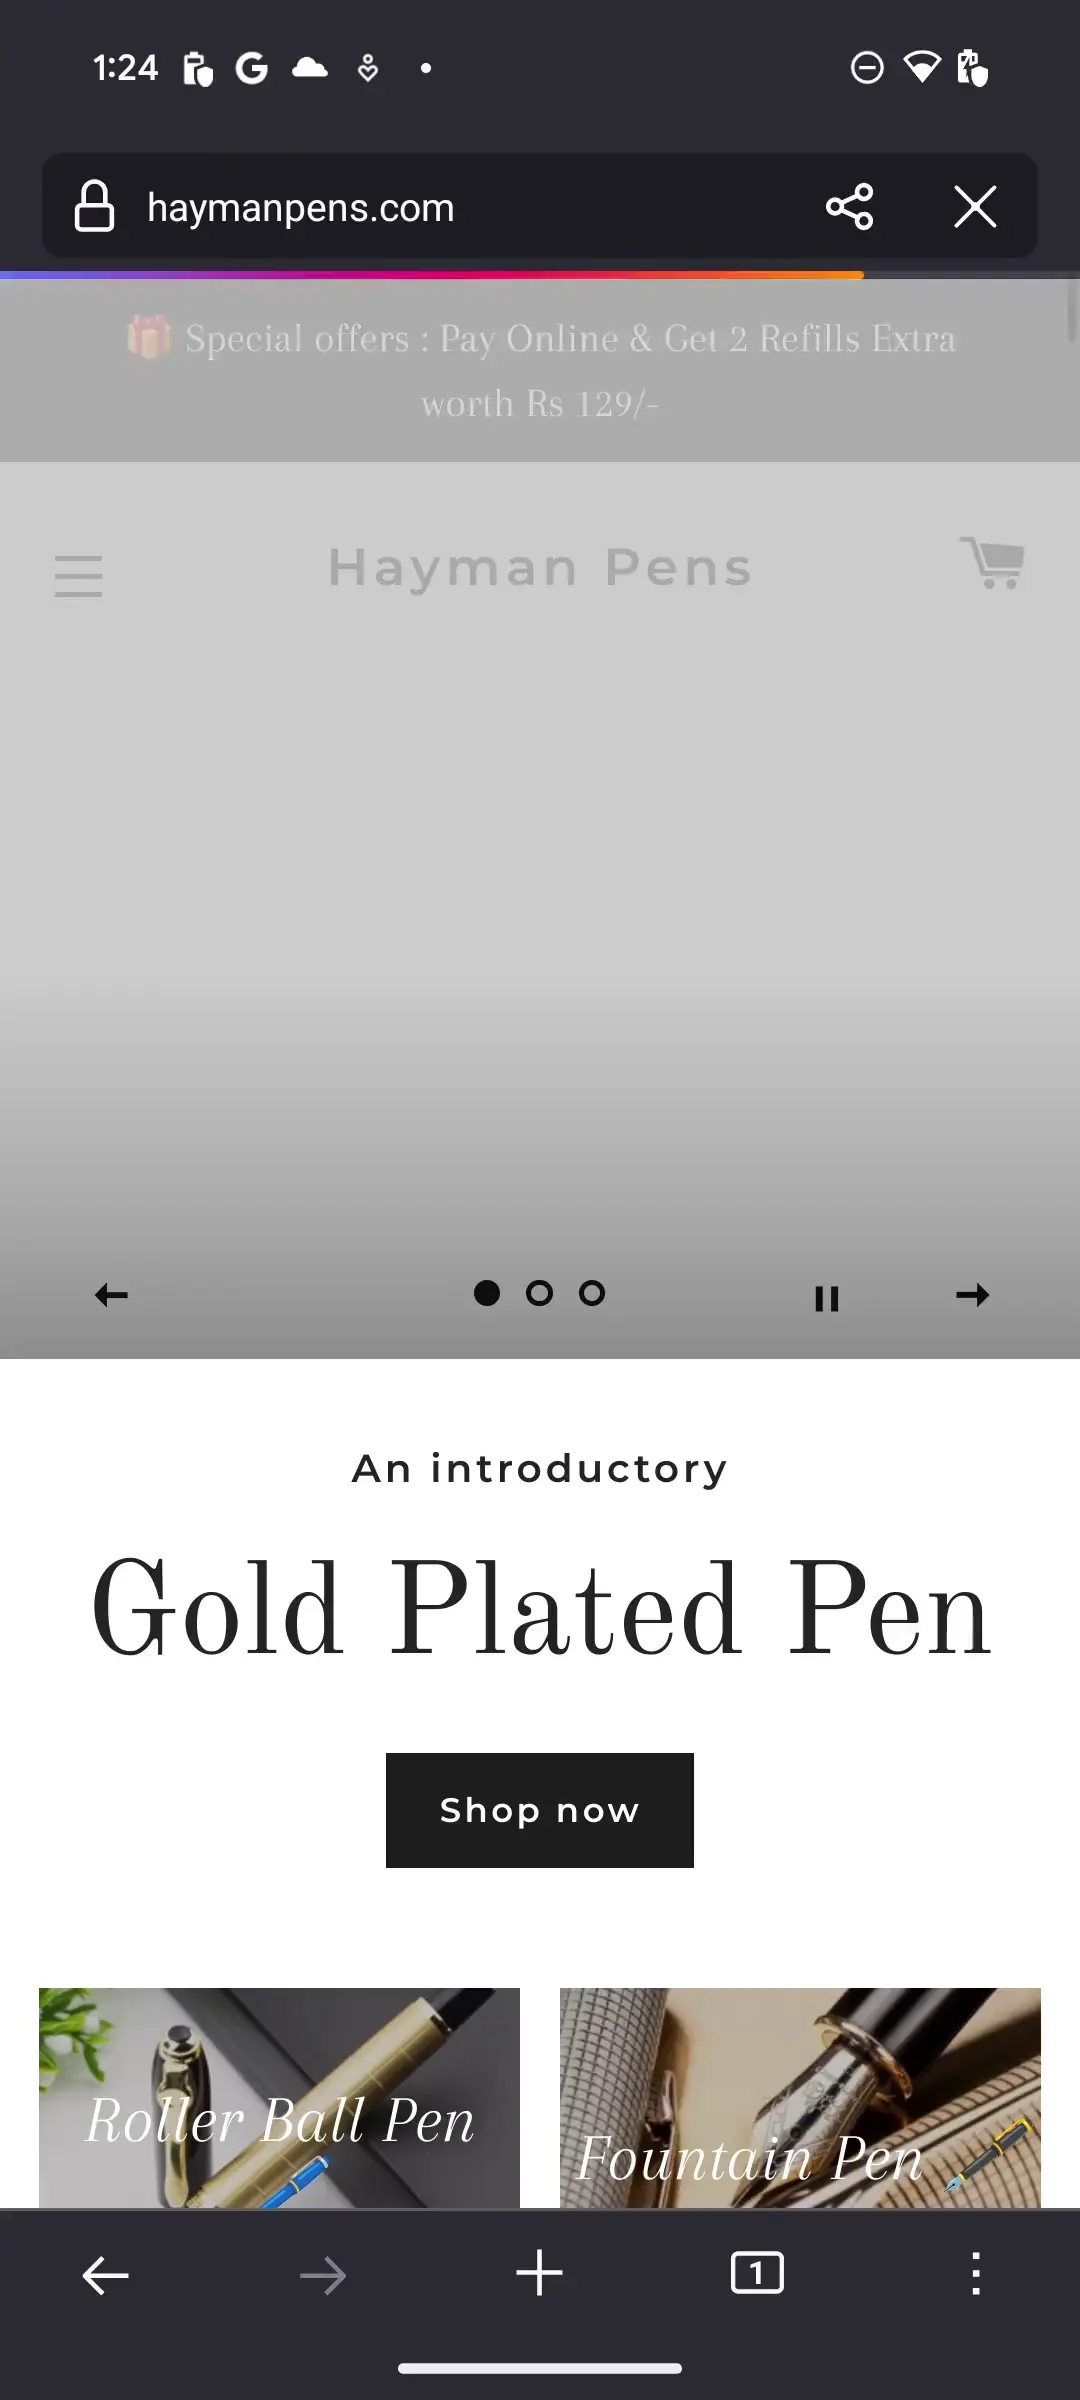 1:24
haymanpens.com
Special offers : Pay Online & Get 2 Refills Extra
worth Rs 129/-
Hayman Pens
An introductory
Gold Plated Pen
Shop now
Roller Ball Pen
Fountain Pen
1